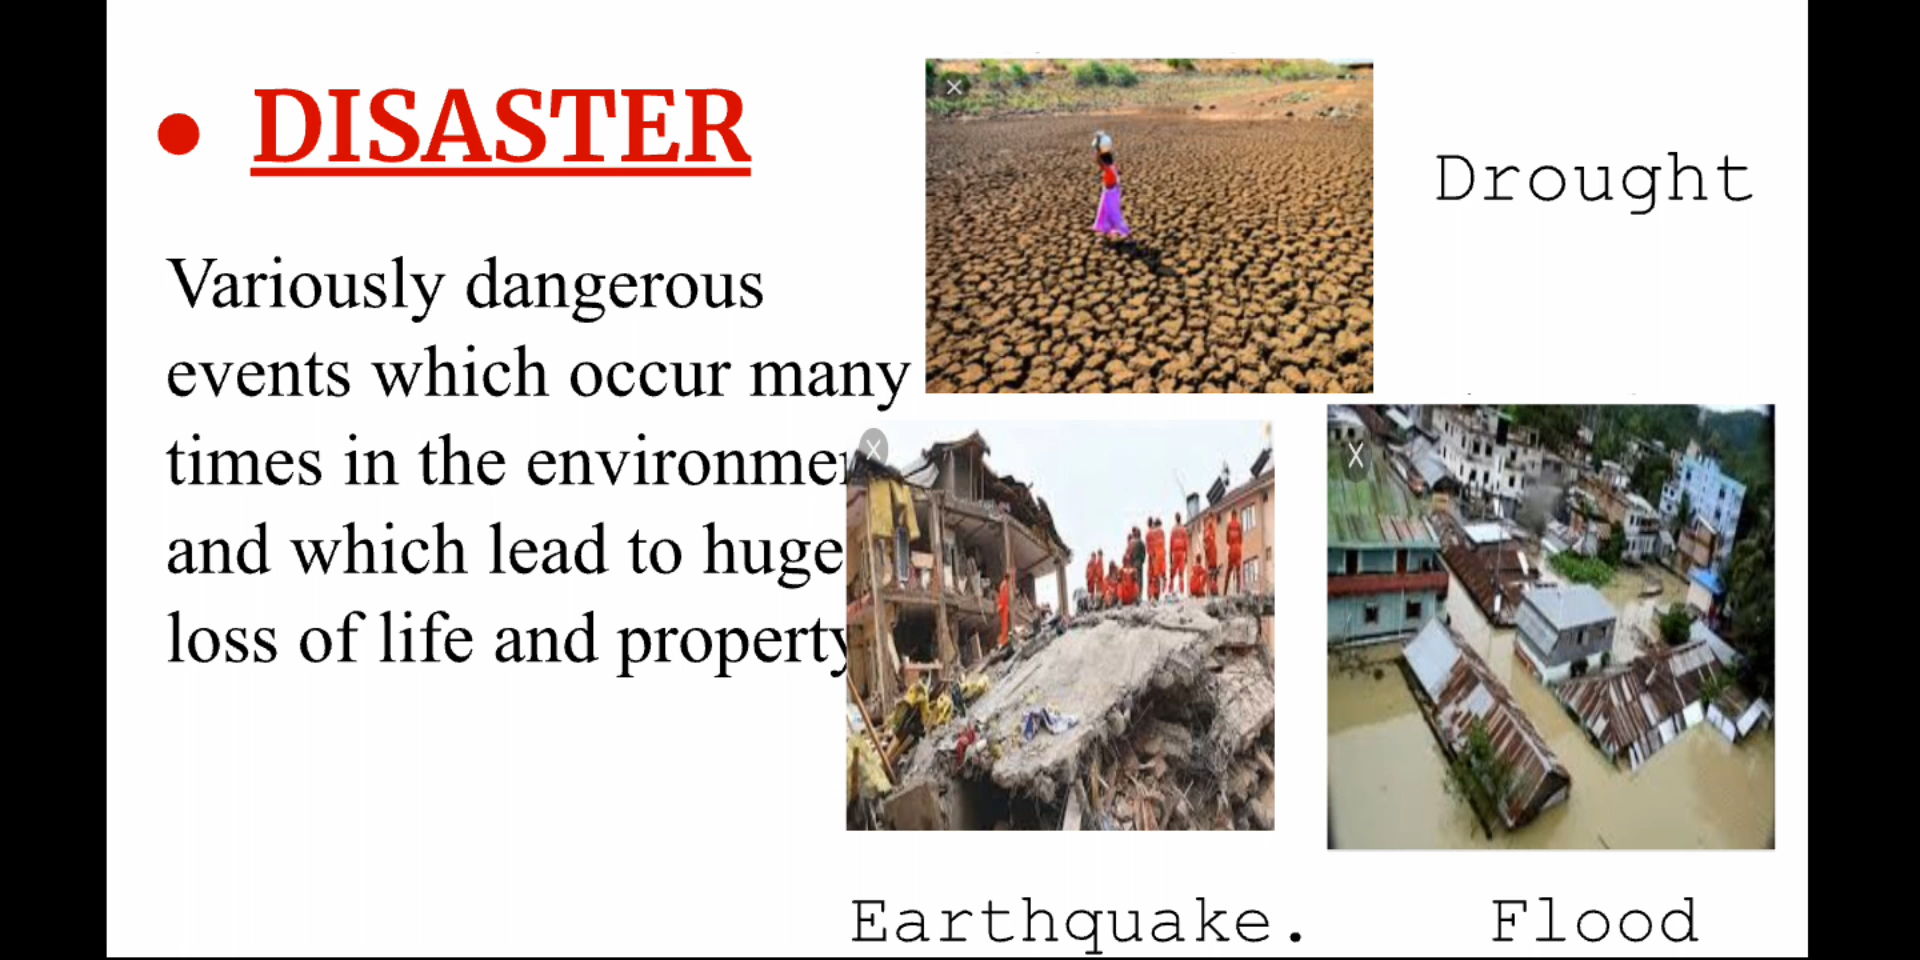 • DISASTER
Variously dangerous
events which occur many
times in the
and which lead to huge
loss of life and property
Drought
Earthquake.
Flood